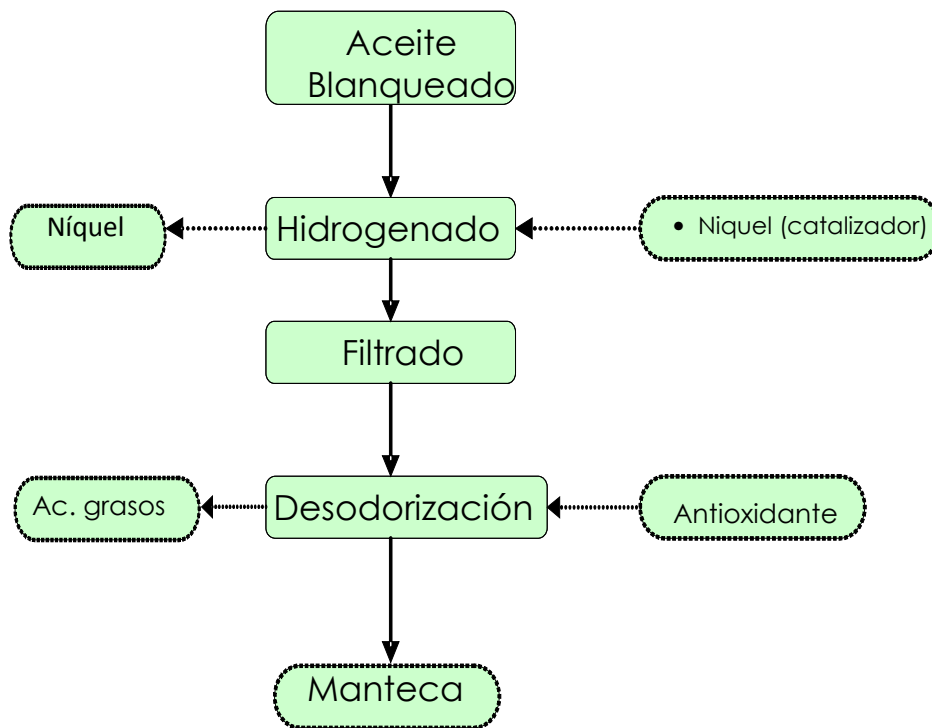 Aceite
Blanqueado
Níquel
Hidrogenado
• Niquel (catalizador)
Filtrado
Ac. grasos
Desodorización
Antioxidante
Manteca